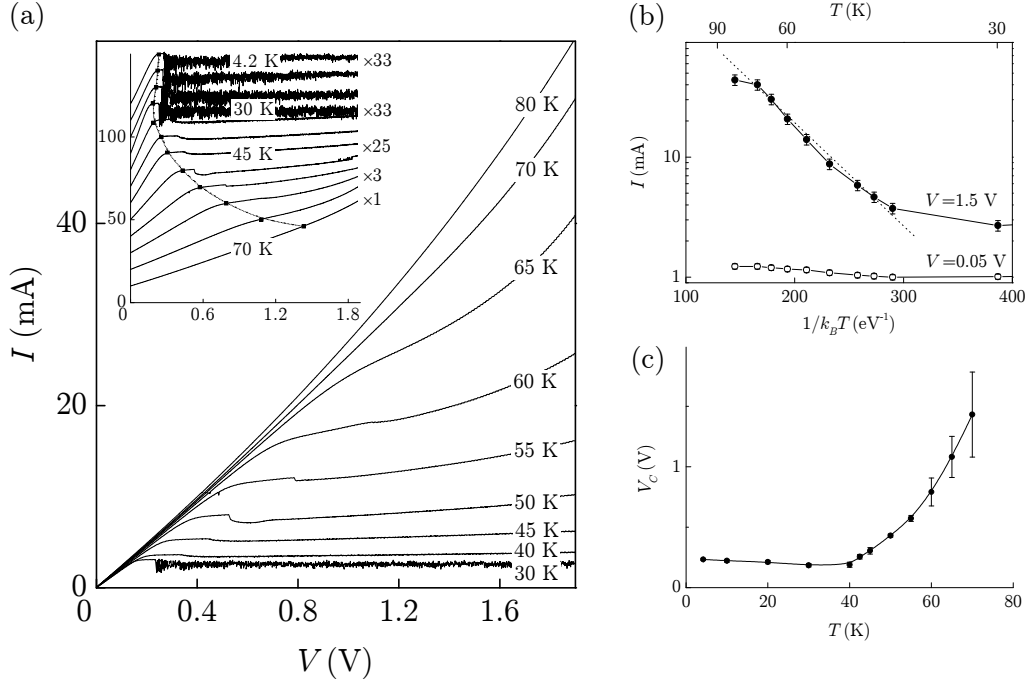 (a)
I (mA)
40
20
0
0
0.4
0.8
1.2
1.6
V (V)
80 K
70 K
65 K
60 K
55 K
50 K
45 K
40 K
30 K
100
50
0
0.6
1.2
1.8
4.2 K
×33
30 K
×33
45 K
×25
×3
×1
70 K
(b)
T (K)
90
60
30
I (mA)
10
1
V=1.5 V
V=0.05 V
100
200
300
400
1/k_BT (eV⁻¹)
(c)
V_C (V)
1
0
0
20
40
60
80
T (K)